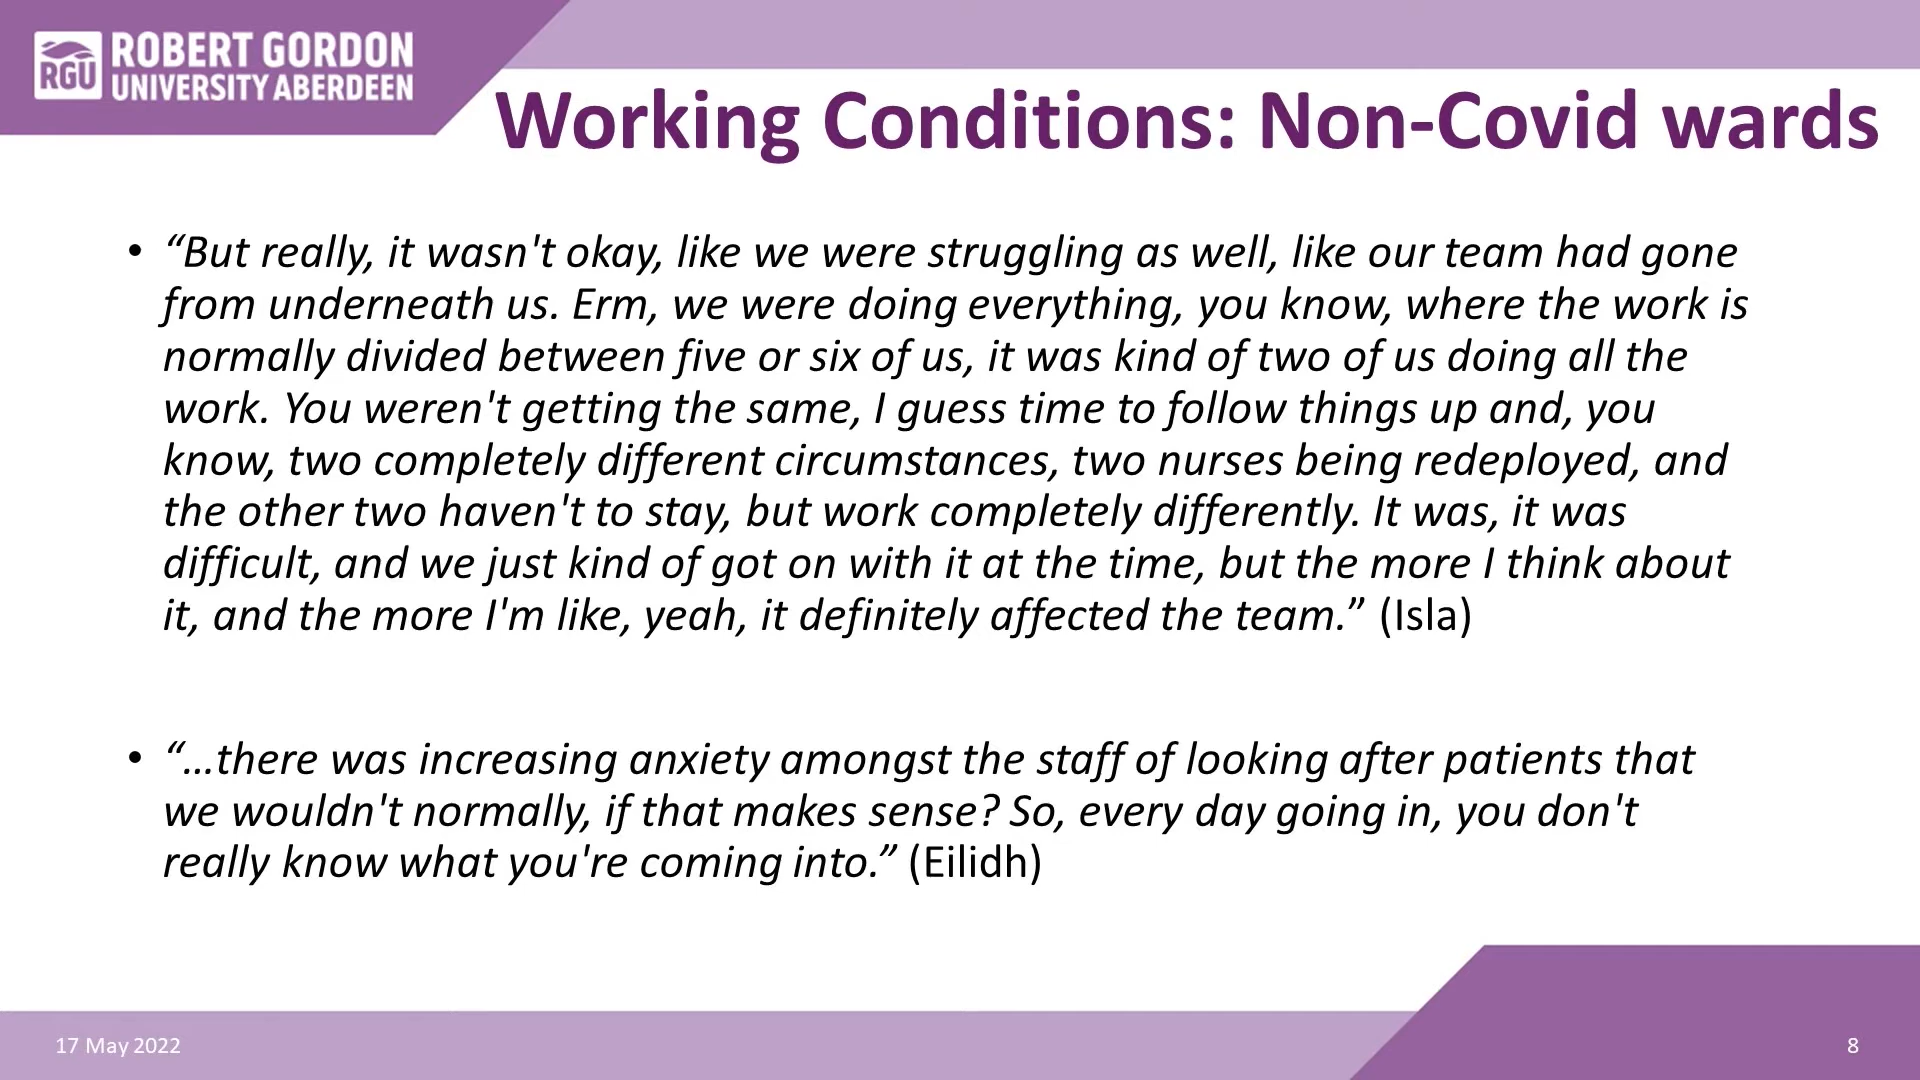 RGU
ROBERT GORDON
UNIVERSITY ABERDEEN
Working Conditions: Non-Covid wards
• “But really, it wasn't okay, like we were struggling as well, like our team had gone
from underneath us. Erm, we were doing everything, you know, where the work is
normally divided between five or six of us, it was kind of two of us doing all the
work. You weren't getting the same, I guess time to follow things up and, you
know, two completely different circumstances, two nurses being redeployed, and
the other two haven't to stay, but work completely differently. It was, it was
difficult, and we just kind of got on with it at the time, but the more I think about
it, and the more I'm like, yeah, it definitely affected the team.” (Isla)
• “…there was increasing anxiety amongst the staff of looking after patients that
we wouldn't normally, if that makes sense? So, every day going in, you don't
really know what you're coming into.” (Eilidh)
17 May 2022
8